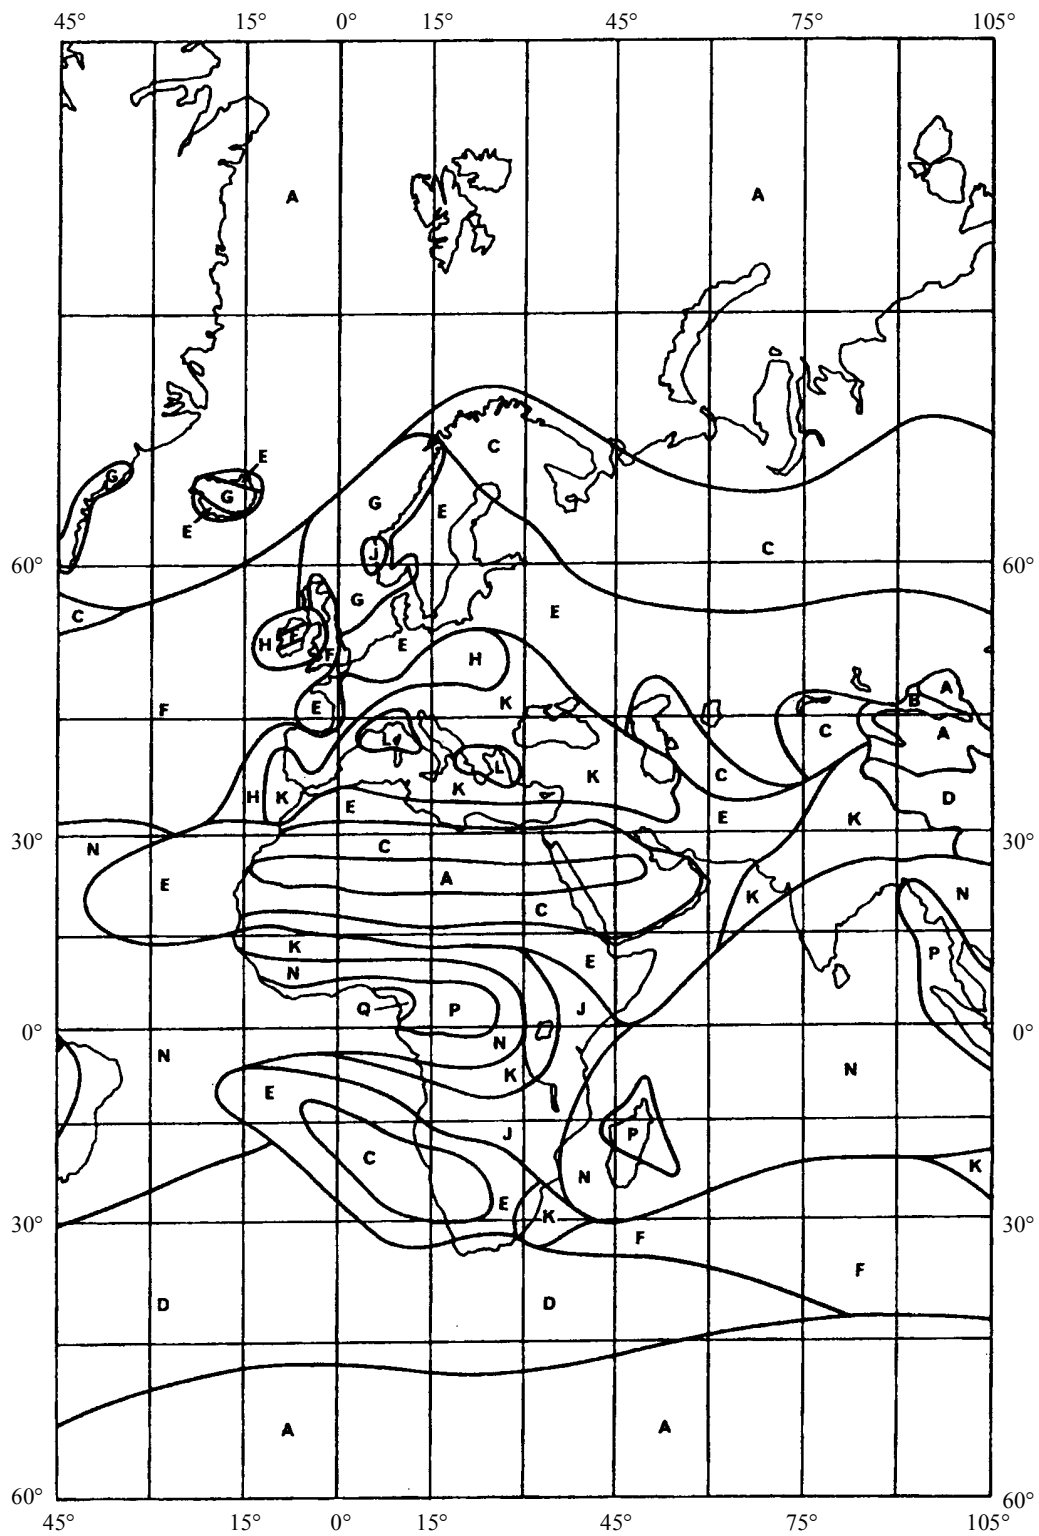 45° 15° 0° 15° 45° 75° 105°
A A
C
E
G G G
E E
J
60° C C 60°
G E
H E F E H
F E K B A
L C A
L K C
H K E K E K D
30° N C 30°
E A K N
C
K E P
N
Q P J
0° N 0°
N K N
E
J P
C N K
E K
30° F 30°
F
D D
A A
60° 60°
45° 15° 0° 15° 45° 75° 105°